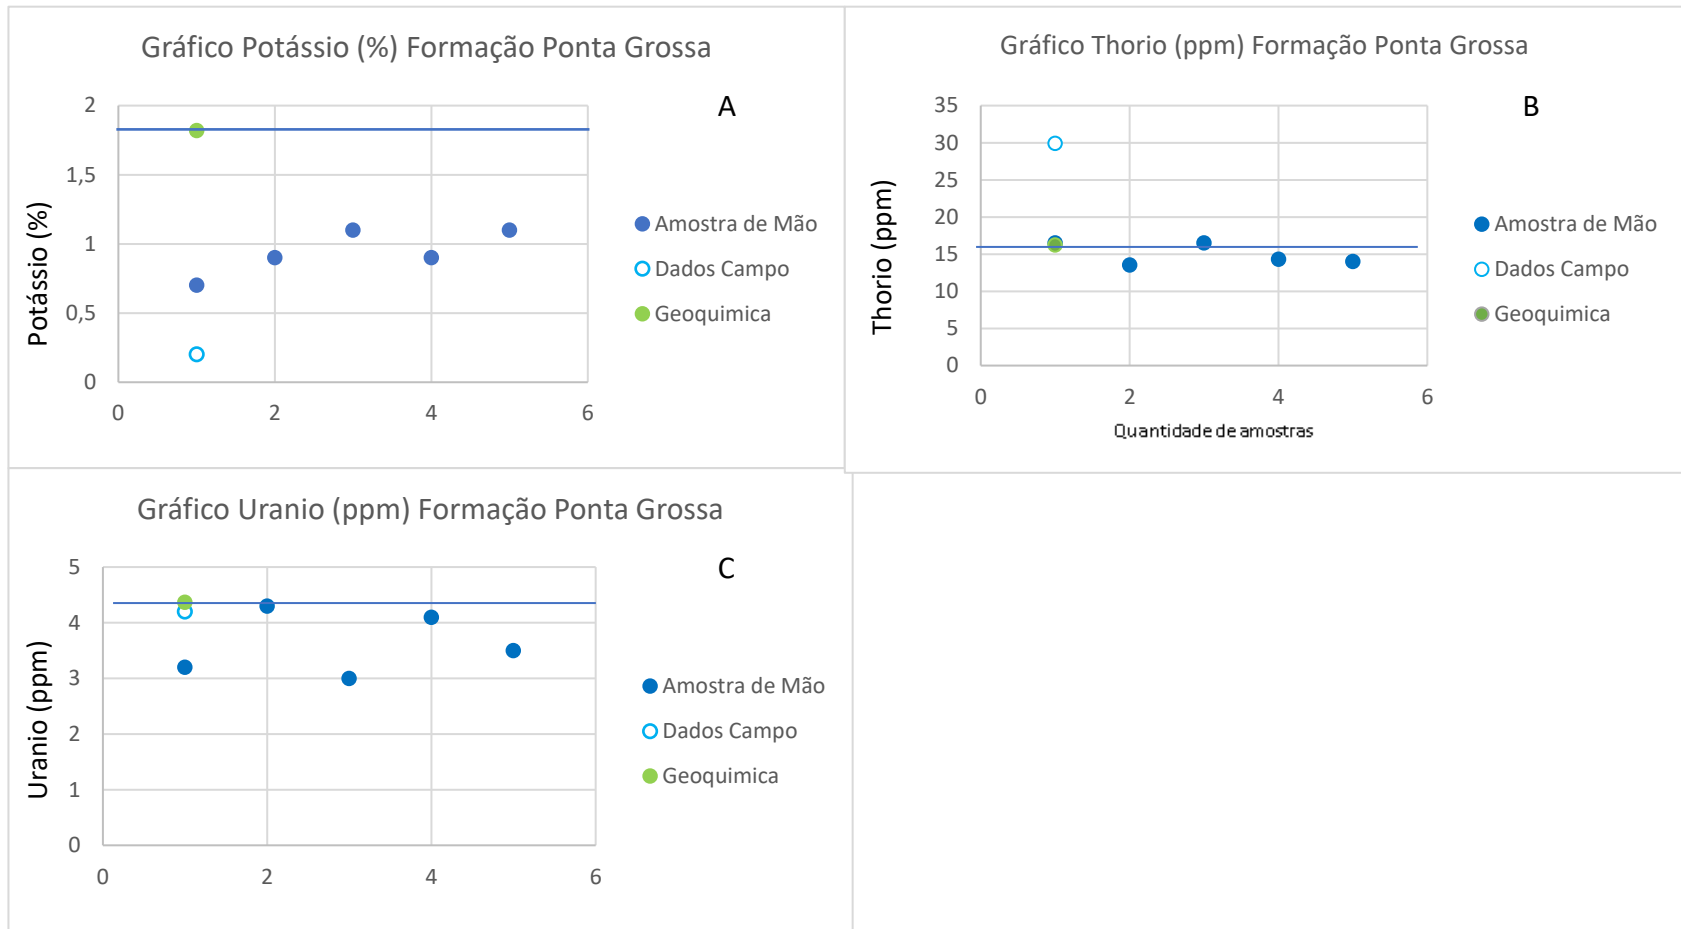 Gráfico Potássio (%) Formação Ponta Grossa
A
2
1,5
1
0,5
0
0
2
4
6
Potássio (%)
Amostra de Mão
Dados Campo
Geoquimica
Gráfico Thorio (ppm) Formação Ponta Grossa
B
35
30
25
20
15
10
5
0
0
2
4
6
Thorio (ppm)
Quantidade de amostras
Amostra de Mão
Dados Campo
Geoquimica
Gráfico Uranio (ppm) Formação Ponta Grossa
C
5
4
3
2
1
0
0
2
4
6
Uranio (ppm)
Amostra de Mão
Dados Campo
Geoquimica